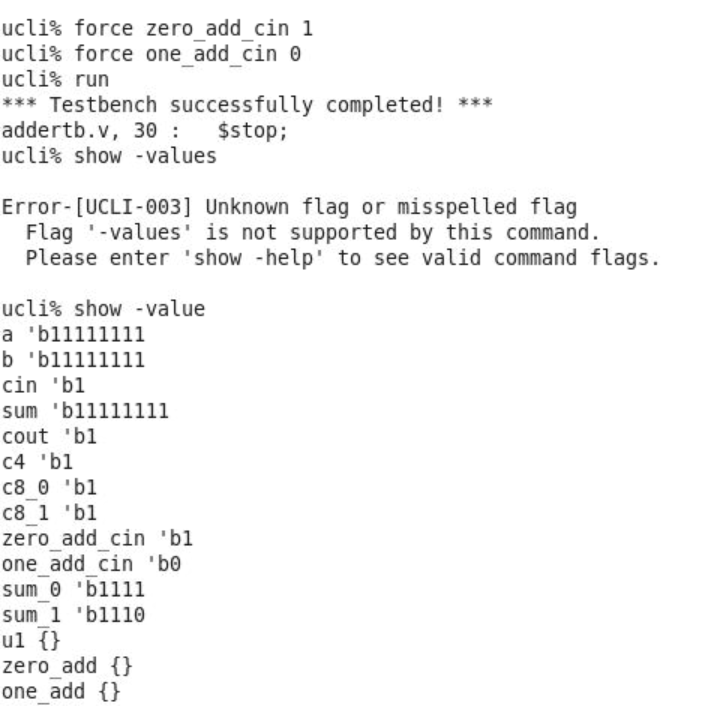 ucli% force zero_add_cin 1
ucli% force one_add_cin 0
ucli% run
*** Testbench successfully completed! ***
addertb.v, 30 :   $stop;
ucli% show -values
Error-[UCLI-003] Unknown flag or misspelled flag
  Flag '-values' is not supported by this command.
  Please enter 'show -help' to see valid command flags.
ucli% show -value
a 'b11111111
b 'b11111111
cin 'b1
sum 'b11111111
cout 'b1
c4 'b1
c8_0 'b1
c8_1 'b1
zero_add_cin 'b1
one_add_cin 'b0
sum_0 'b1111
sum_1 'b1110
u1 {}
zero_add {}
one_add {}